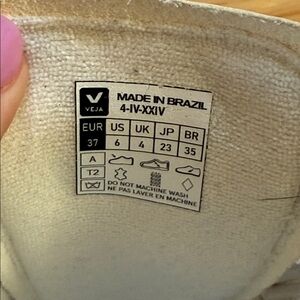 V
VEJA
MADE IN BRAZIL
4-IV-XXIV
EUR US UK JP BR
37 6 4 23 35
A
T2
DO NOT MACHINE WASH
NE PAS LAVER EN MACHINE